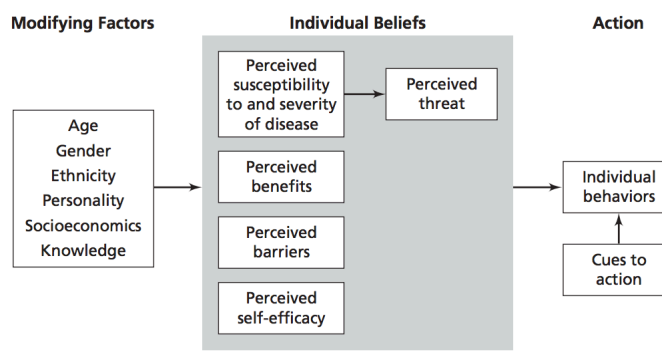 Modifying Factors
Individual Beliefs
Action
Age
Gender
Ethnicity
Personality
Socioeconomics
Knowledge
Perceived
susceptibility
to and severity
of disease
Perceived
threat
Perceived
benefits
Perceived
barriers
Perceived
self-efficacy
Individual
behaviors
Cues to
action